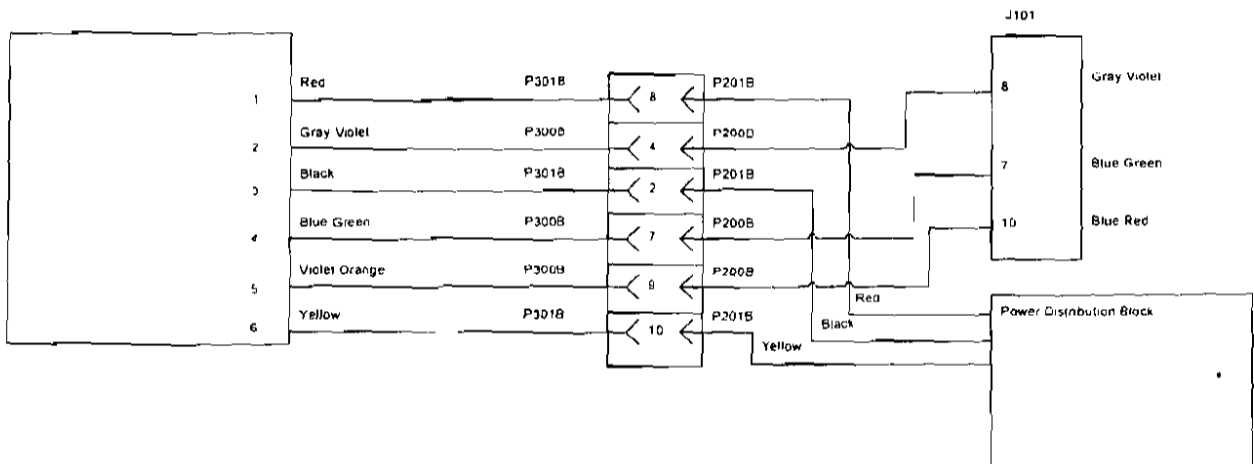 J101
Red P301B 8 P201B
1
Gray Violet P300B 4 P200D
2
Black P301B 2 P201B
3
Blue Green P300B 7 P200B
4
Violet Orange P300B 9 P200B
5
Yellow P301B 10 P201B
6
8 Gray Violet
7 Blue Green
10 Blue Red
Red
Black
Yellow
Power Distribution Block